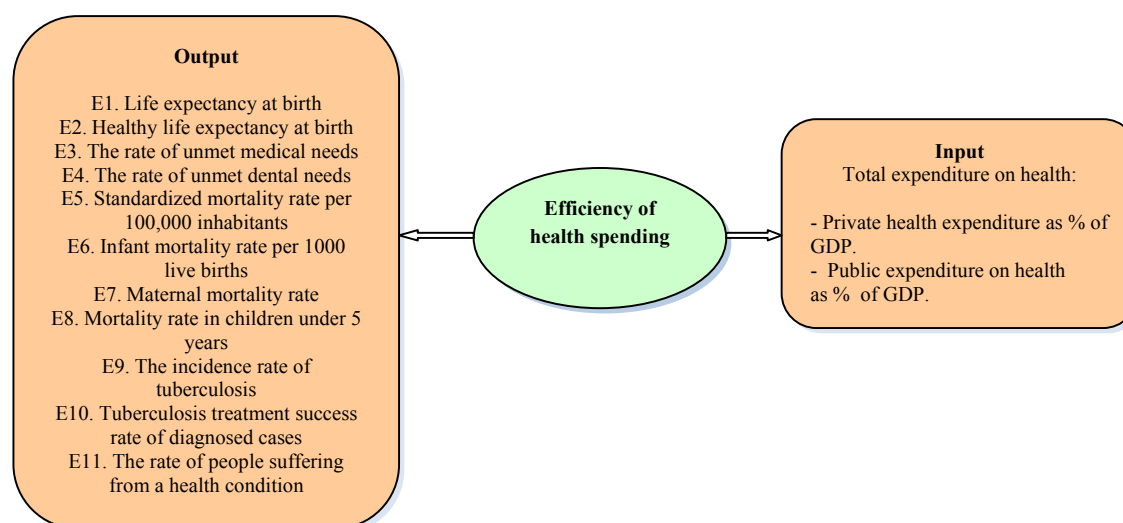 Output
E1. Life expectancy at birth
E2. Healthy life expectancy at birth
E3. The rate of unmet medical needs
E4. The rate of unmet dental needs
E5. Standardized mortality rate per
100,000 inhabitants
E6. Infant mortality rate per 1000
live births
E7. Maternal mortality rate
E8. Mortality rate in children under 5
years
E9. The incidence rate of
tuberculosis
E10. Tuberculosis treatment success
rate of diagnosed cases
E11. The rate of people suffering
from a health condition
Efficiency of
health spending
Input
Total expenditure on health:
- Private health expenditure as % of
GDP.
- Public expenditure on health
as % of GDP.